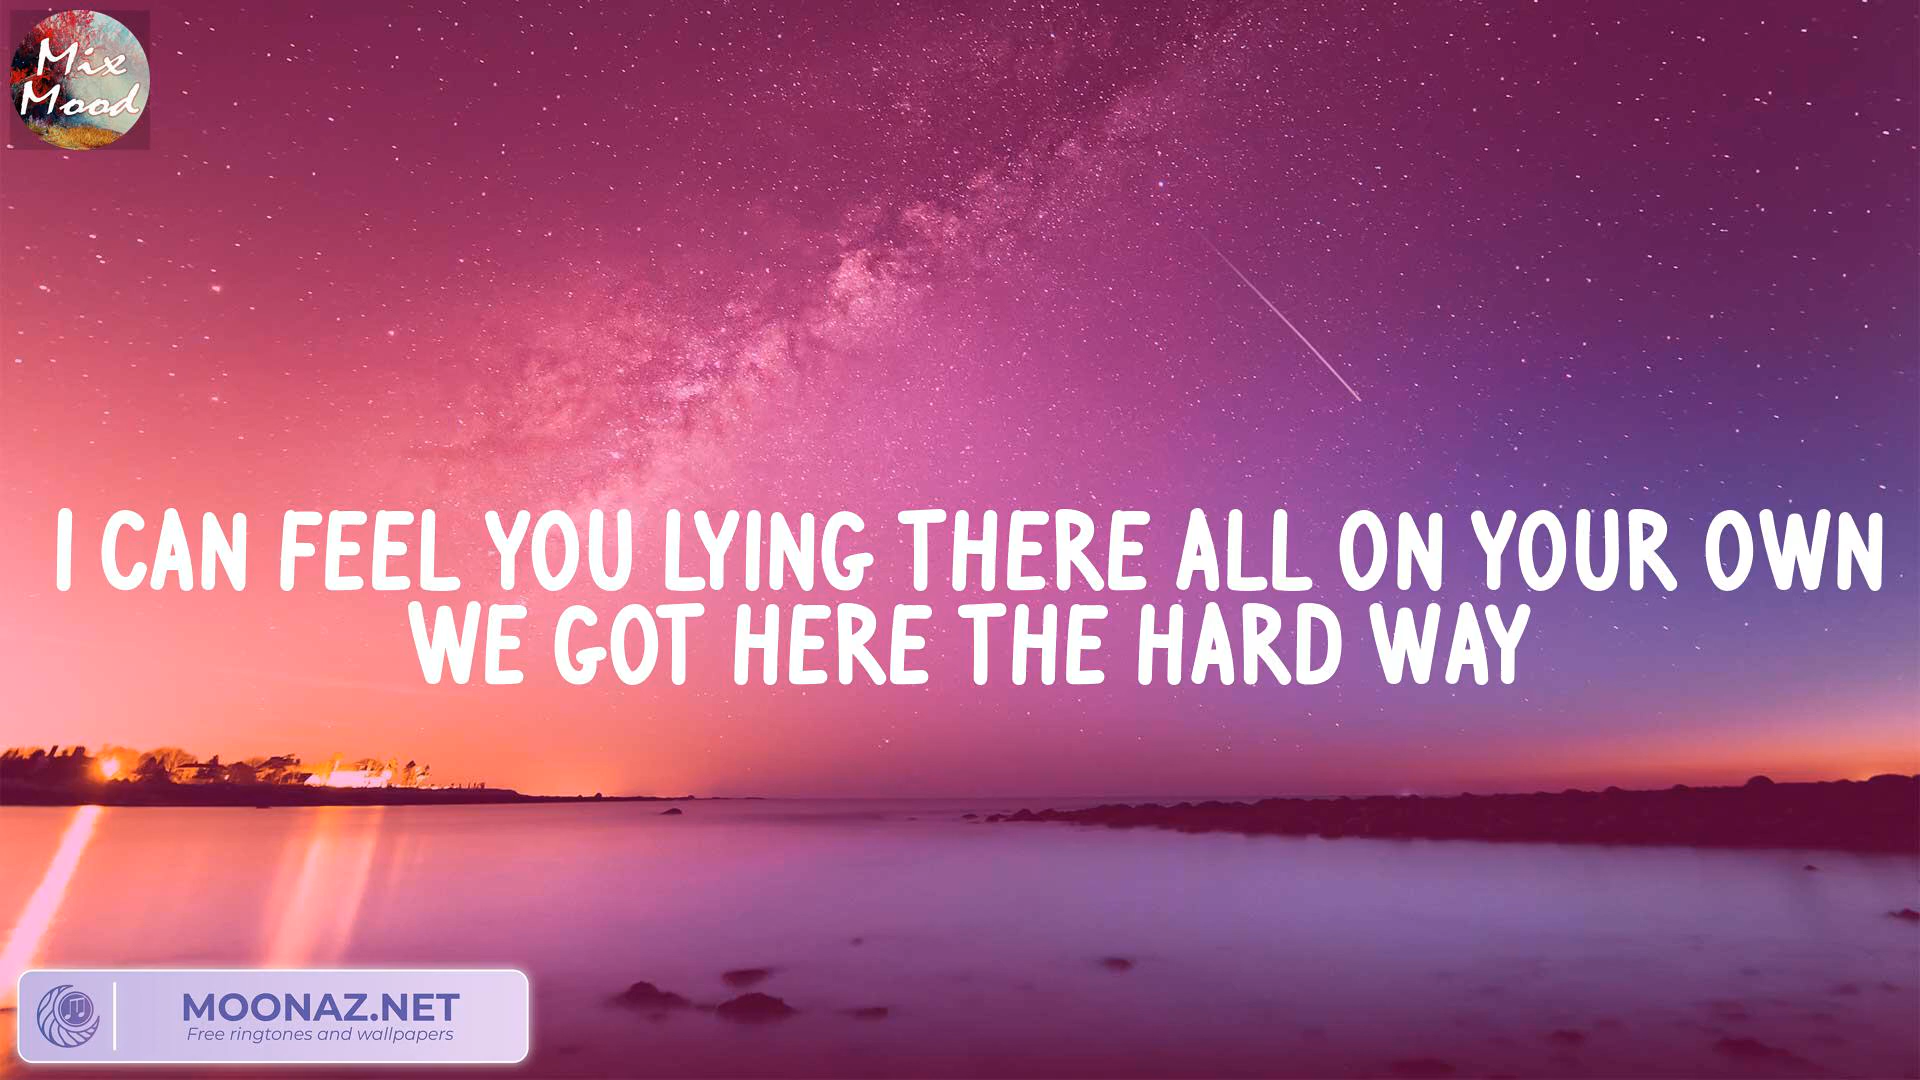 Mix
Mood
I CAN FEEL YOU LYING THERE ALL ON YOUR OWN
WE GOT HERE THE HARD WAY
MOONAZ.NET
Free ringtones and wallpapers